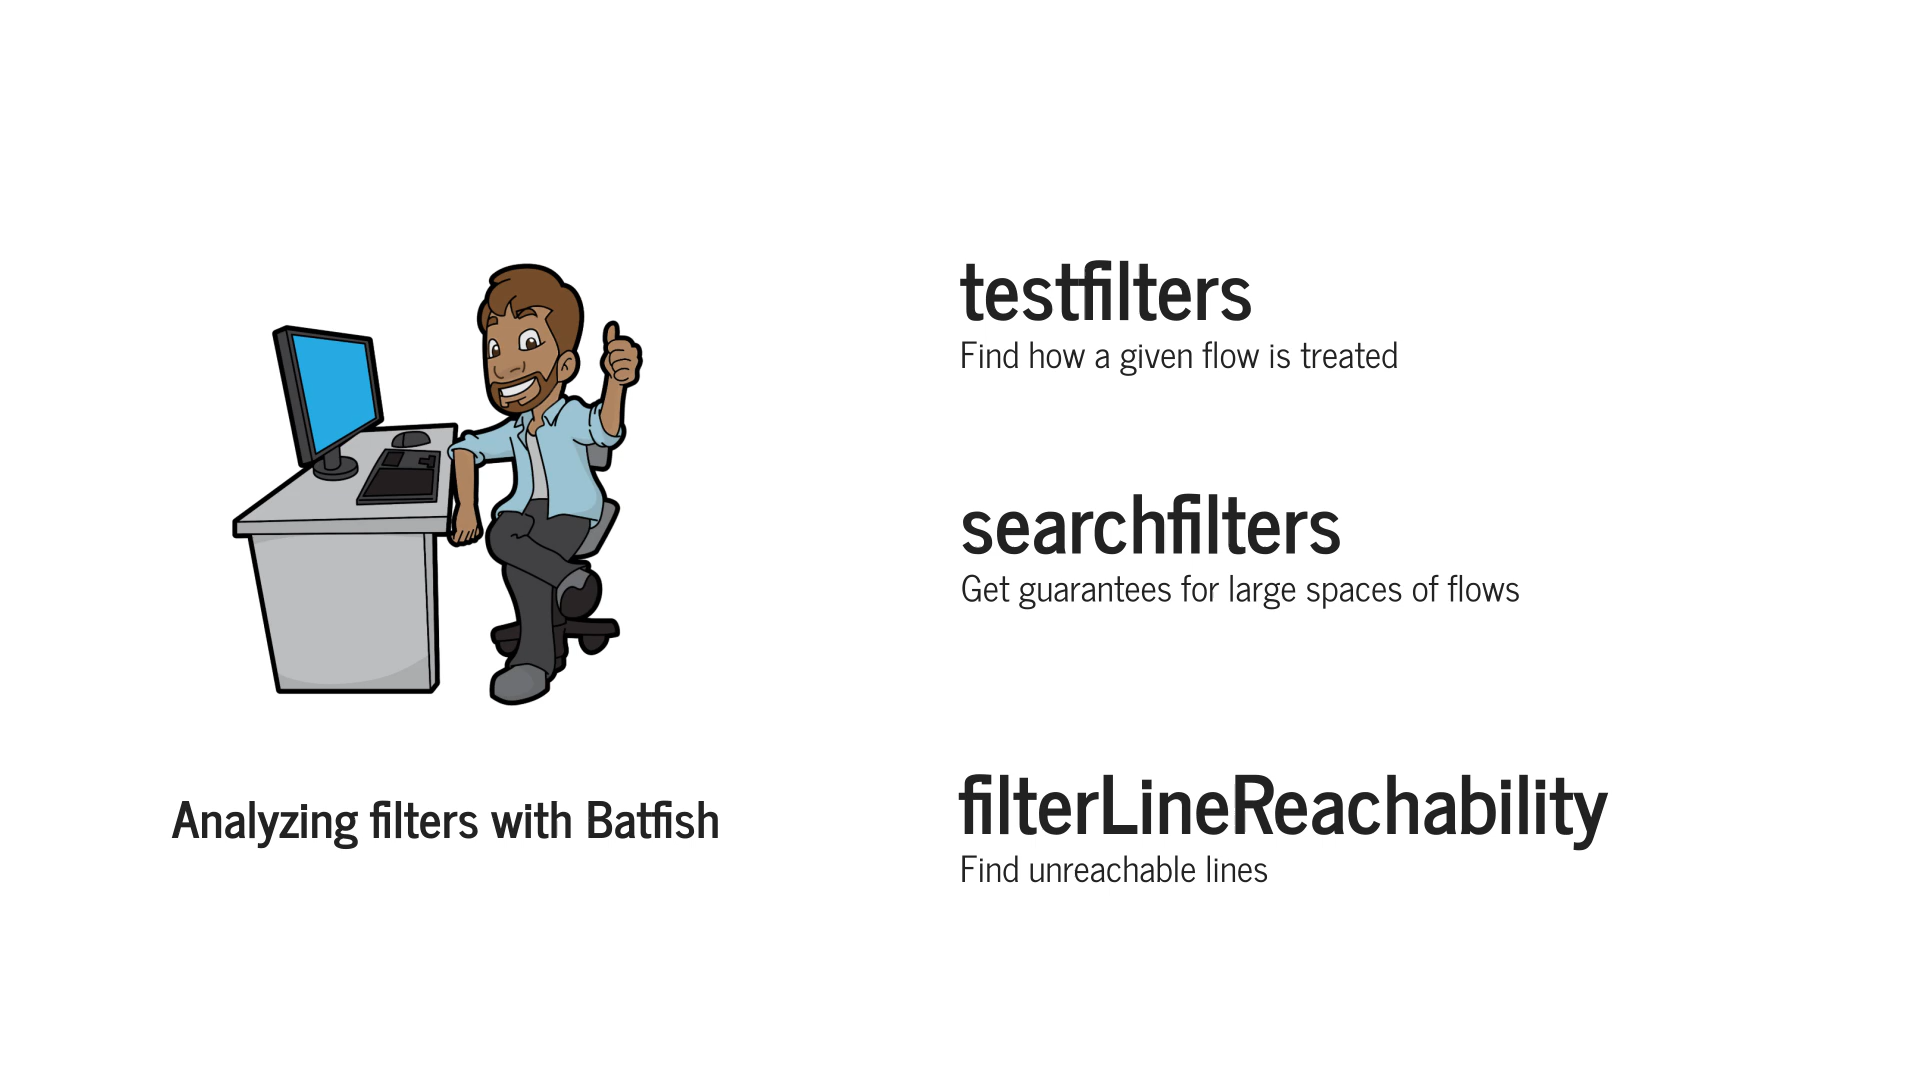 testfilters
Find how a given flow is treated
searchfilters
Get guarantees for large spaces of flows
filterLineReachability
Find unreachable lines
Analyzing filters with Batfish